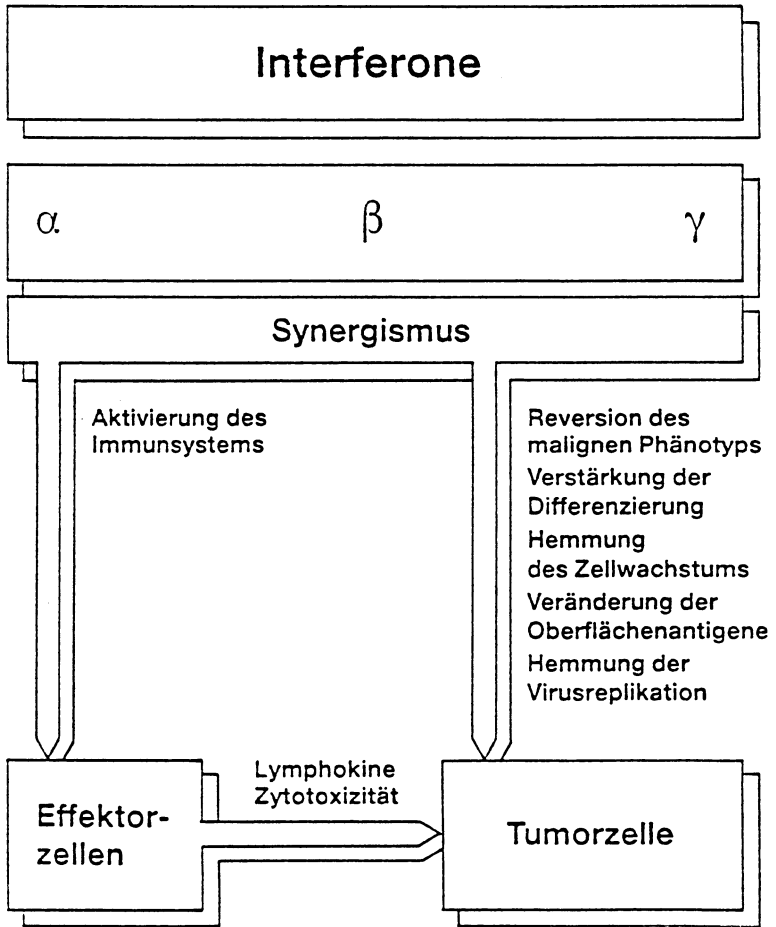 Interferone
α β γ
Synergismus
Aktivierung des
Immunsystems
Reversion des
malignen Phänotyps
Verstärkung der
Differenzierung
Hemmung
des Zellwachstums
Veränderung der
Oberflächenantigene
Hemmung der
Virusreplikation
Lymphokine
Zytotoxizität
Effektor-
zellen
Tumorzelle